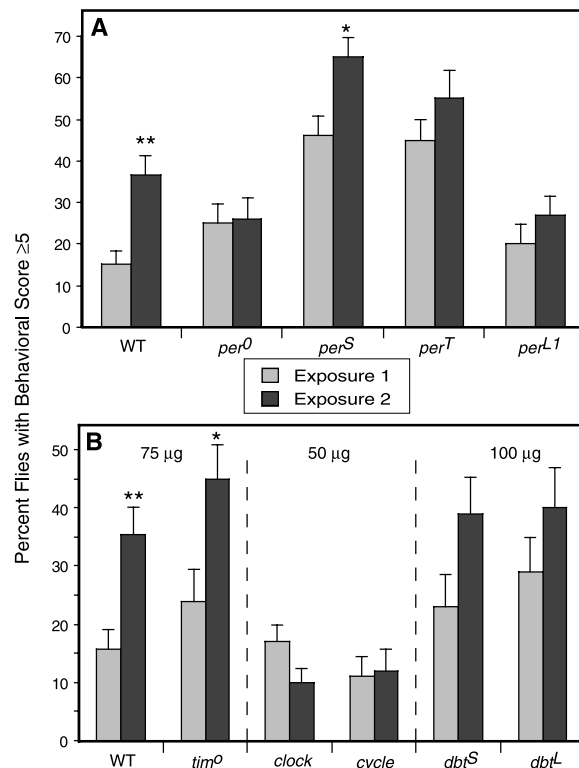 A
Percent Flies with Behavioral Score ≥5
70
60
50
40
30
20
10
0
*
**
WT
per0
perS
perT
perL1
Exposure 1
Exposure 2
B
75 µg
50 µg
100 µg
50
40
30
20
10
0
*
**
WT
timo
clock
cycle
dbtS
dbtL